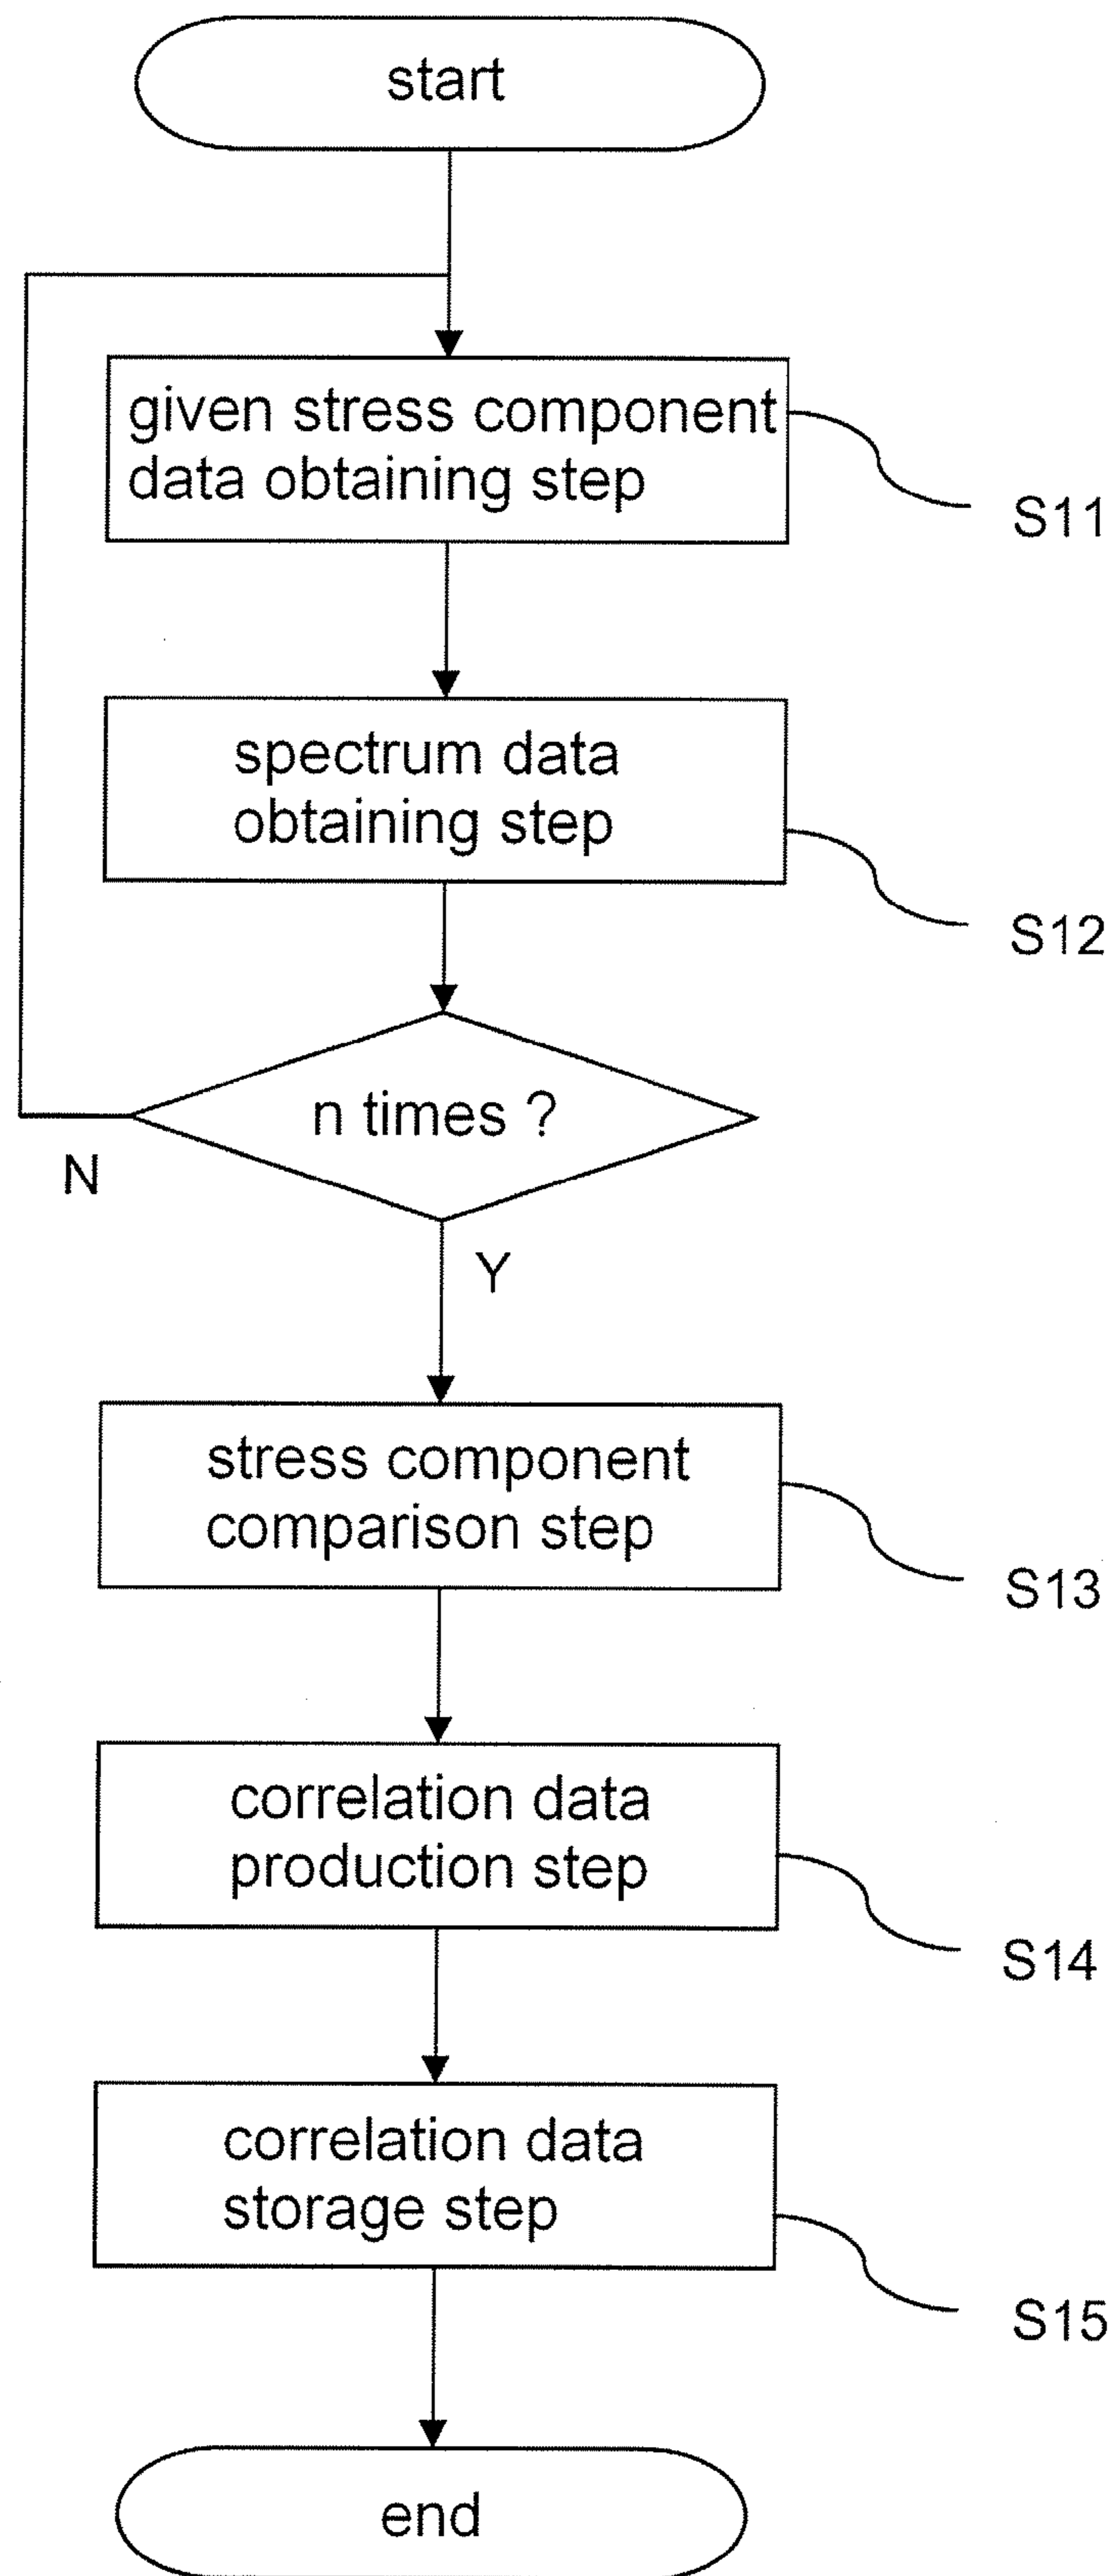 start
given stress component
data obtaining step
S11
spectrum data
obtaining step
S12
n times ?
N
Y
stress component
comparison step
S13
correlation data
production step
S14
correlation data
storage step
S15
end